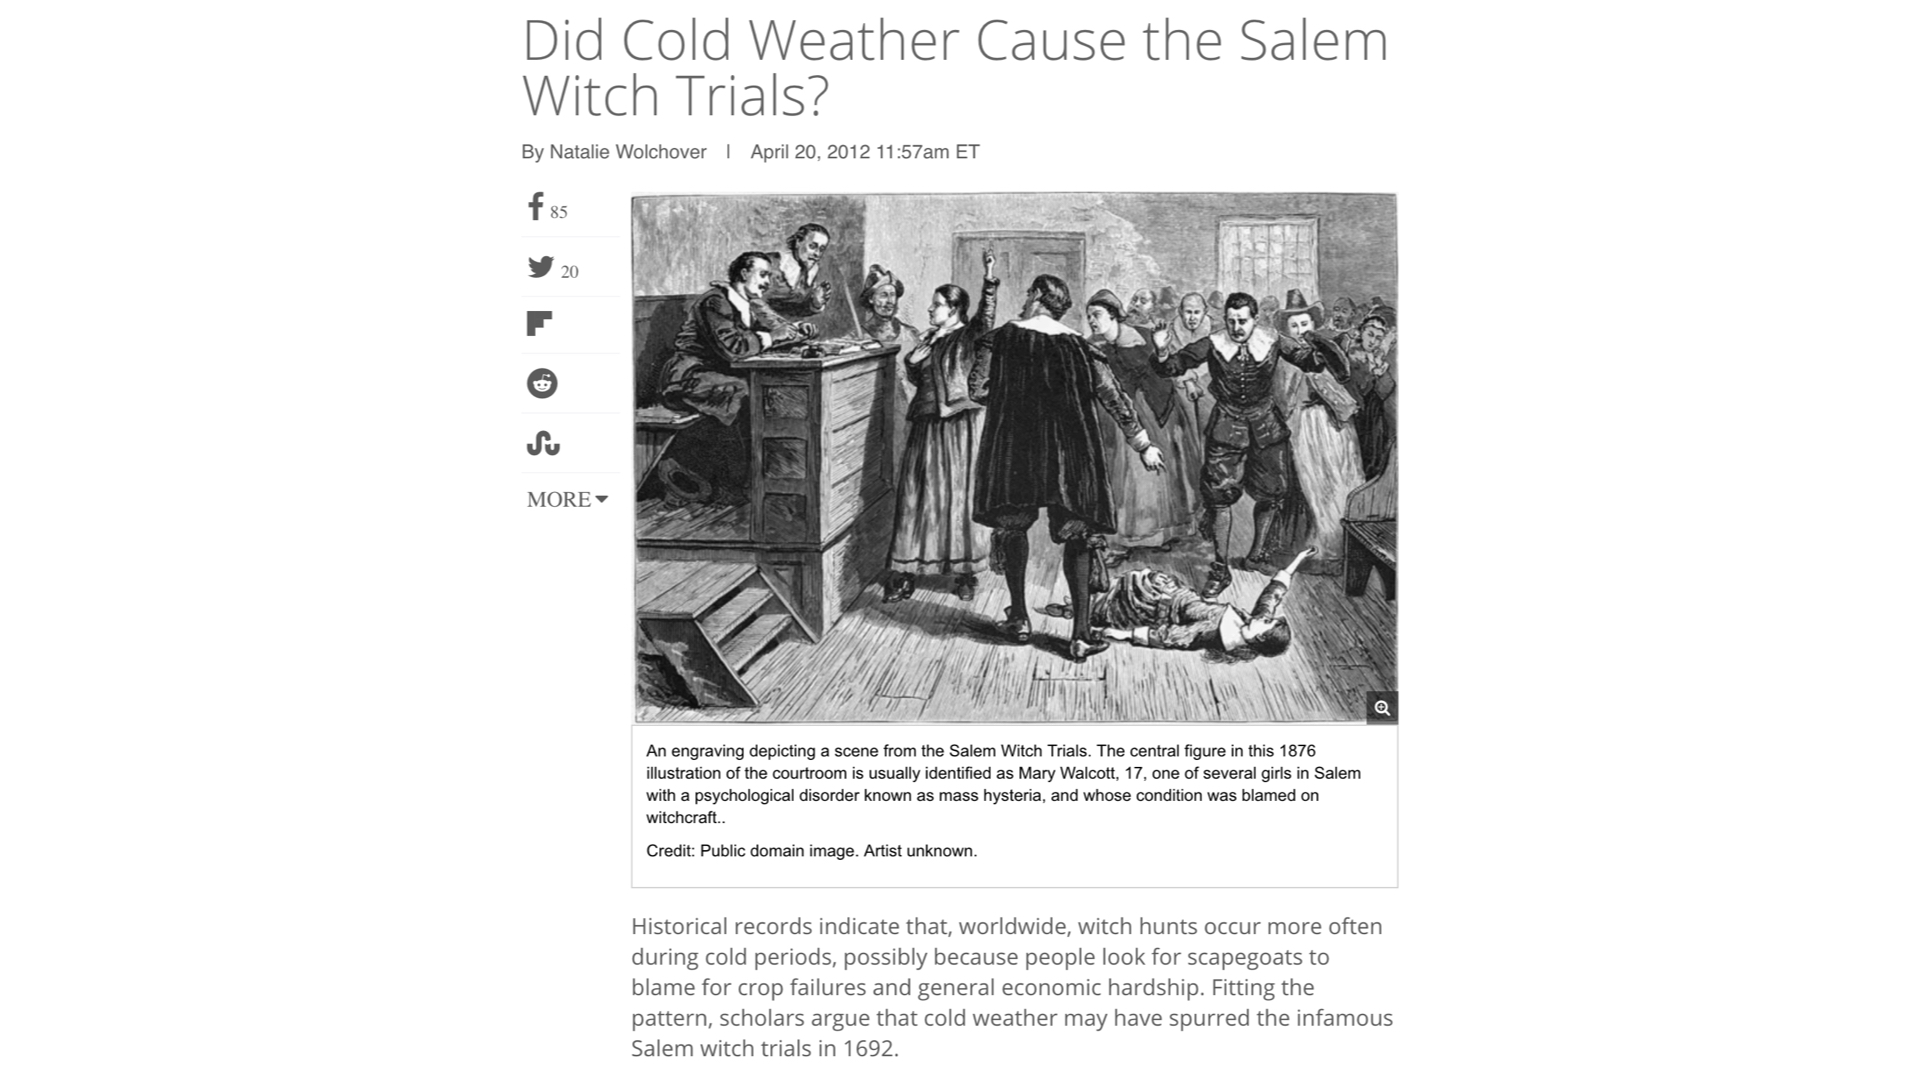 Did Cold Weather Cause the Salem
Witch Trials?
By Natalie Wolchover | April 20, 2012 11:57am ET
85
20
MORE
An engraving depicting a scene from the Salem Witch Trials. The central figure in this 1876
illustration of the courtroom is usually identified as Mary Walcott, 17, one of several girls in Salem
with a psychological disorder known as mass hysteria, and whose condition was blamed on
witchcraft..
Credit: Public domain image. Artist unknown.
Historical records indicate that, worldwide, witch hunts occur more often
during cold periods, possibly because people look for scapegoats to
blame for crop failures and general economic hardship. Fitting the
pattern, scholars argue that cold weather may have spurred the infamous
Salem witch trials in 1692.